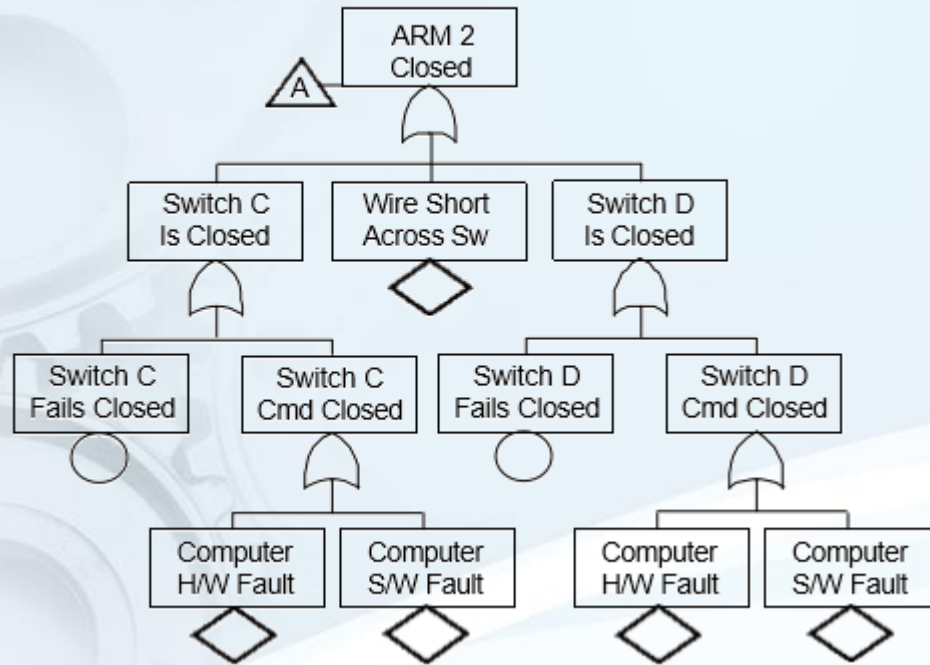 ARM 2
Closed
A
Switch C
Is Closed
Wire Short
Across Sw
Switch D
Is Closed
Switch C
Fails Closed
Switch C
Cmd Closed
Switch D
Fails Closed
Switch D
Cmd Closed
Computer
H/W Fault
Computer
S/W Fault
Computer
H/W Fault
Computer
S/W Fault